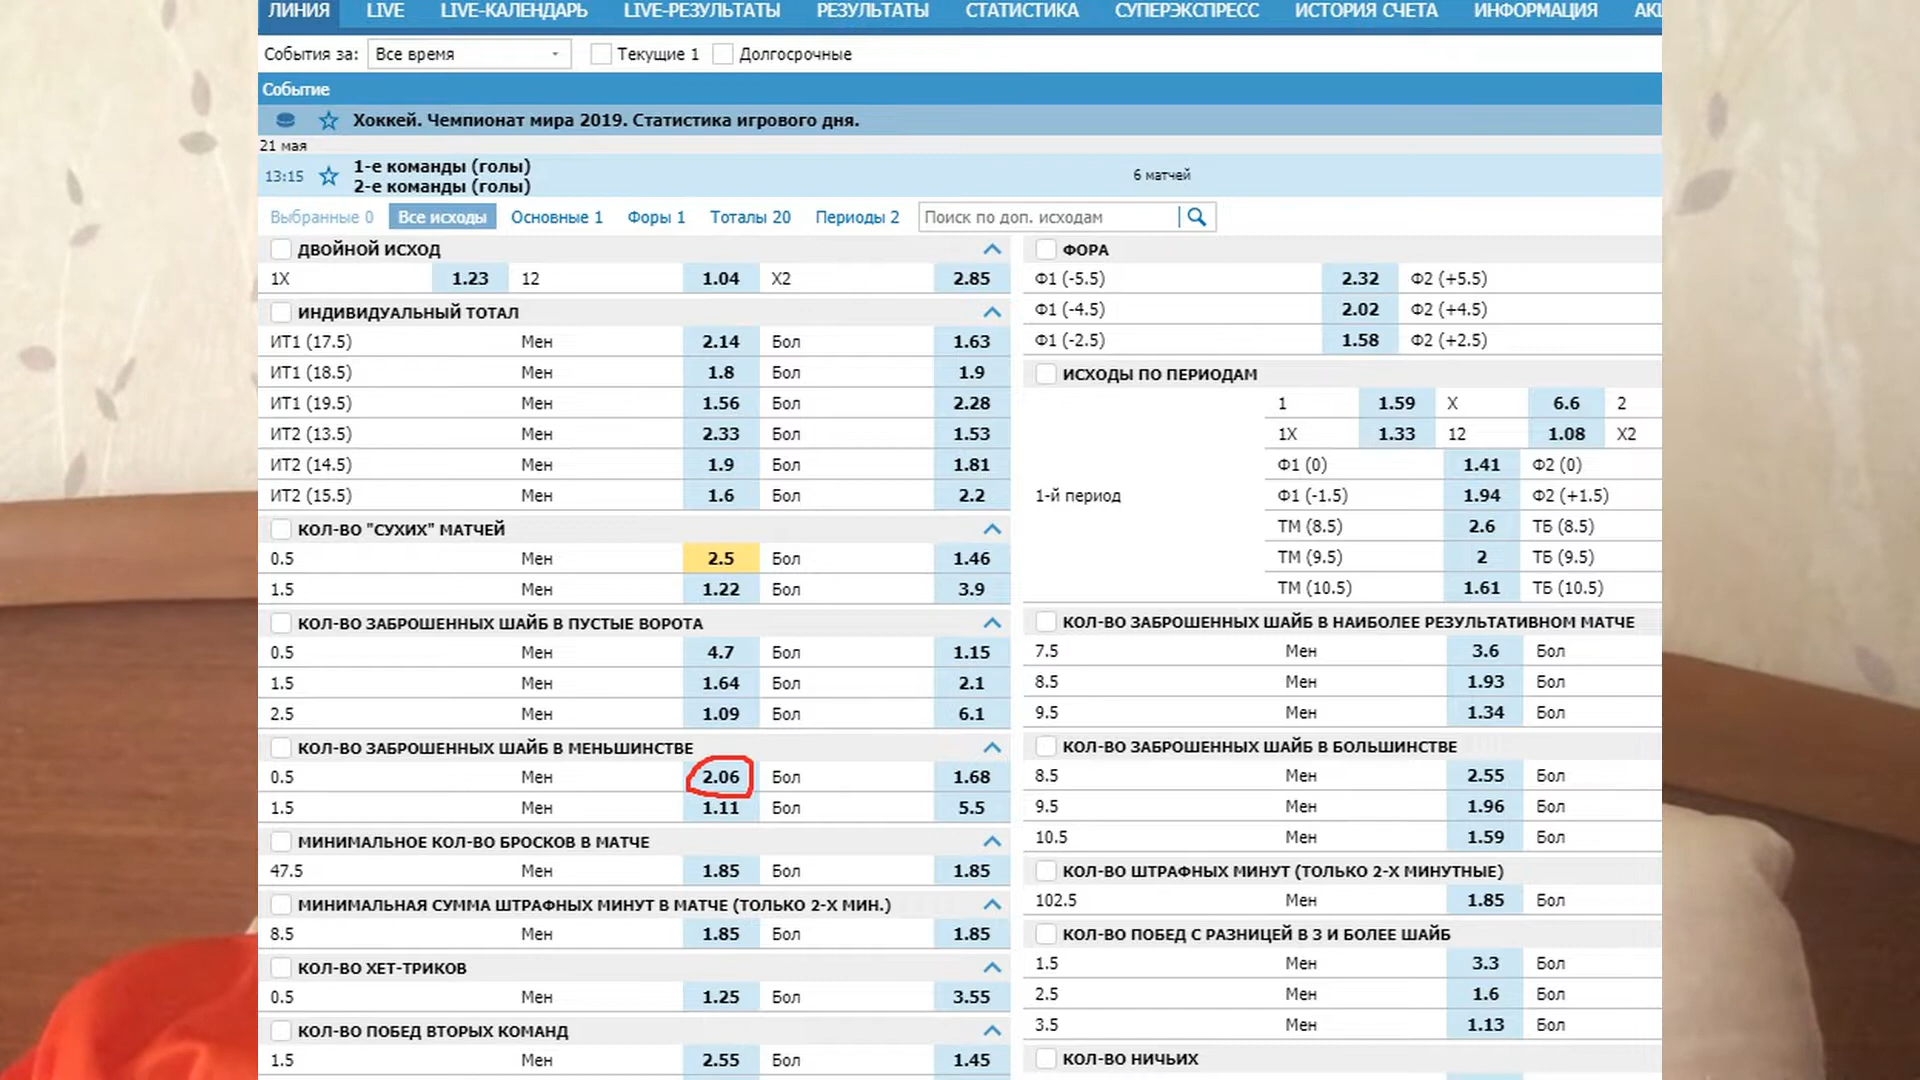 ЛИНИЯ LIVE LIVE-КАЛЕНДАРЬ LIVE-РЕЗУЛЬТАТЫ РЕЗУЛЬТАТЫ СТАТИСТИКА СУПЕРЭКСПРЕСС ИСТОРИЯ СЧЕТА ИНФОРМАЦИЯ
События за: Все время Текущие 1 Долгосрочные
Событие
Хоккей. Чемпионат мира 2019. Статистика игрового дня.
21 мая
13:15 1-е команды (голы)
2-е команды (голы)
6 матчей
Выбранные 0 Все исходы Основные 1 Форы 1 Тоталы 20 Периоды 2 Поиск по доп. исходам
ДВОЙНОЙ ИСХОД
1X 1.23 12 1.04 X2 2.85
ИНДИВИДУАЛЬНЫЙ ТОТАЛ
ИТ1 (17.5) Мен 2.14 Бол 1.63
ИТ1 (18.5) Мен 1.8 Бол 1.9
ИТ1 (19.5) Мен 1.56 Бол 2.28
ИТ2 (13.5) Мен 2.33 Бол 1.53
ИТ2 (14.5) Мен 1.9 Бол 1.81
ИТ2 (15.5) Мен 1.6 Бол 2.2
КОЛ-ВО "СУХИХ" МАТЧЕЙ
0.5 Мен 2.5 Бол 1.46
1.5 Мен 1.22 Бол 3.9
КОЛ-ВО ЗАБРОШЕННЫХ ШАЙБ В ПУСТЫЕ ВОРОТА
0.5 Мен 4.7 Бол 1.15
1.5 Мен 1.64 Бол 2.1
2.5 Мен 1.09 Бол 6.1
КОЛ-ВО ЗАБРОШЕННЫХ ШАЙБ В МЕНЬШИНСТВЕ
0.5 Мен 2.06 Бол 1.68
1.5 Мен 1.11 Бол 5.5
МИНИМАЛЬНОЕ КОЛ-ВО БРОСКОВ В МАТЧЕ
47.5 Мен 1.85 Бол 1.85
МИНИМАЛЬНАЯ СУММА ШТРАФНЫХ МИНУТ В МАТЧЕ (ТОЛЬКО 2-Х МИН.)
8.5 Мен 1.85 Бол 1.85
КОЛ-ВО ХЕТ-ТРИКОВ
0.5 Мен 1.25 Бол 3.55
КОЛ-ВО ПОБЕД ВТОРЫХ КОМАНД
1.5 Мен 2.55 Бол 1.45
ФОРА
Ф1 (-5.5) 2.32 Ф2 (+5.5)
Ф1 (-4.5) 2.02 Ф2 (+4.5)
Ф1 (-2.5) 1.58 Ф2 (+2.5)
ИСХОДЫ ПО ПЕРИОДАМ
1-й период
1 1.59 X 6.6 2
1X 1.33 12 1.08 X2
Ф1 (0) 1.41 Ф2 (0)
Ф1 (-1.5) 1.94 Ф2 (+1.5)
ТМ (8.5) 2.6 ТБ (8.5)
ТМ (9.5) 2 ТБ (9.5)
ТМ (10.5) 1.61 ТБ (10.5)
КОЛ-ВО ЗАБРОШЕННЫХ ШАЙБ В НАИБОЛЕЕ РЕЗУЛЬТАТИВНОМ МАТЧЕ
7.5 Мен 3.6 Бол
8.5 Мен 1.93 Бол
9.5 Мен 1.34 Бол
КОЛ-ВО ЗАБРОШЕННЫХ ШАЙБ В БОЛЬШИНСТВЕ
8.5 Мен 2.55 Бол
9.5 Мен 1.96 Бол
10.5 Мен 1.59 Бол
КОЛ-ВО ШТРАФНЫХ МИНУТ (ТОЛЬКО 2-Х МИНУТНЫЕ)
102.5 Мен 1.85 Бол
КОЛ-ВО ПОБЕД С РАЗНИЦЕЙ В 3 И БОЛЕЕ ШАЙБ
1.5 Мен 3.3 Бол
2.5 Мен 1.6 Бол
3.5 Мен 1.13 Бол
КОЛ-ВО НИЧЬИХ